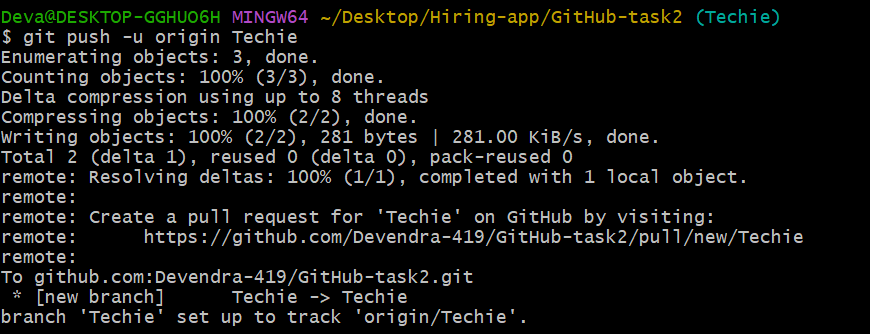 Deva@DESKTOP-GGHUO6H MINGW64 ~/Desktop/Hiring-app/GitHub-task2 (Techie)
$ git push -u origin Techie
Enumerating objects: 3, done.
Counting objects: 100% (3/3), done.
Delta compression using up to 8 threads
Compressing objects: 100% (2/2), done.
Writing objects: 100% (2/2), 281 bytes | 281.00 KiB/s, done.
Total 2 (delta 1), reused 0 (delta 0), pack-reused 0
remote: Resolving deltas: 100% (1/1), completed with 1 local object.
remote:
remote: Create a pull request for 'Techie' on GitHub by visiting:
remote:      https://github.com/Devendra-419/GitHub-task2/pull/new/Techie
remote:
To github.com:Devendra-419/GitHub-task2.git
 * [new branch]      Techie -> Techie
branch 'Techie' set up to track 'origin/Techie'.